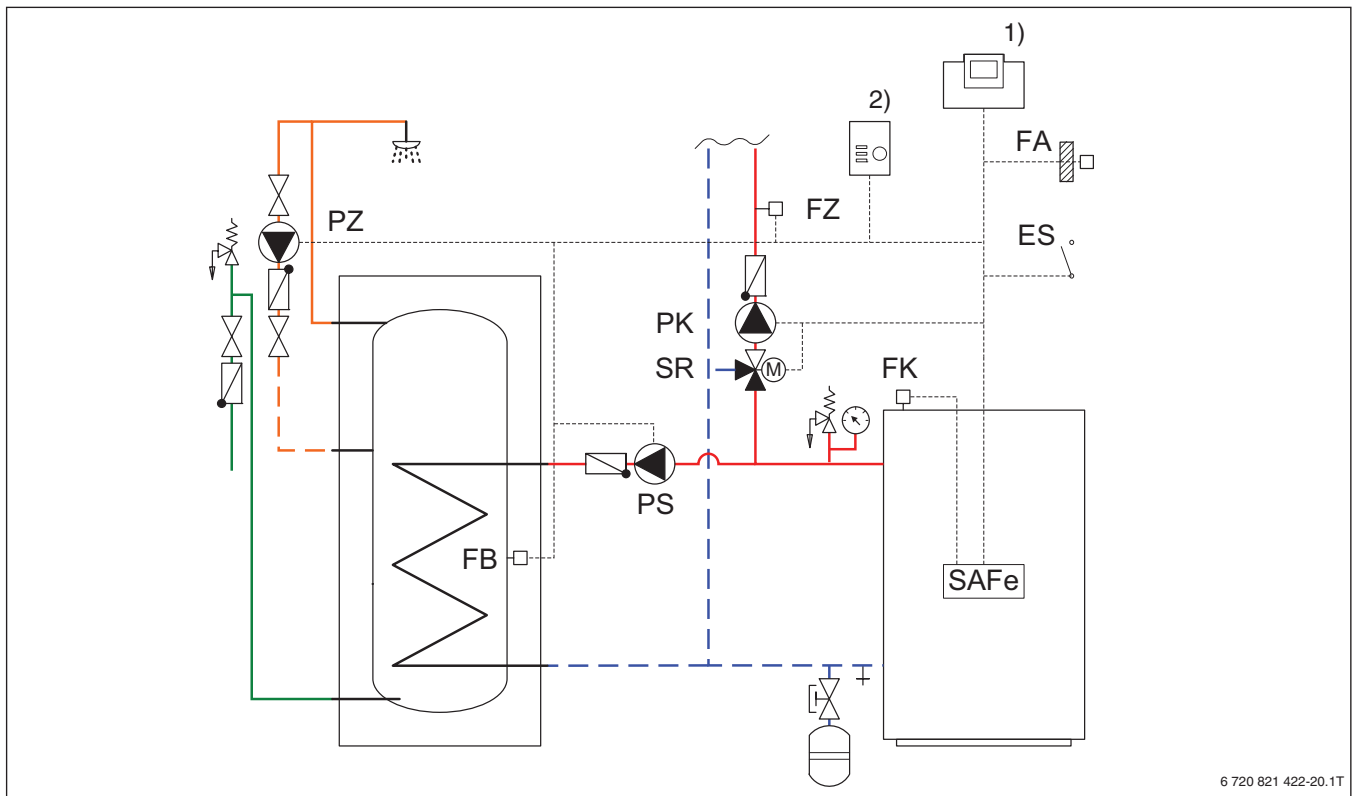 1)
2)
FA
PZ
FZ
ES
PK
SR
M
FK
PS
FB
SAFe
6 720 821 422-20.1T